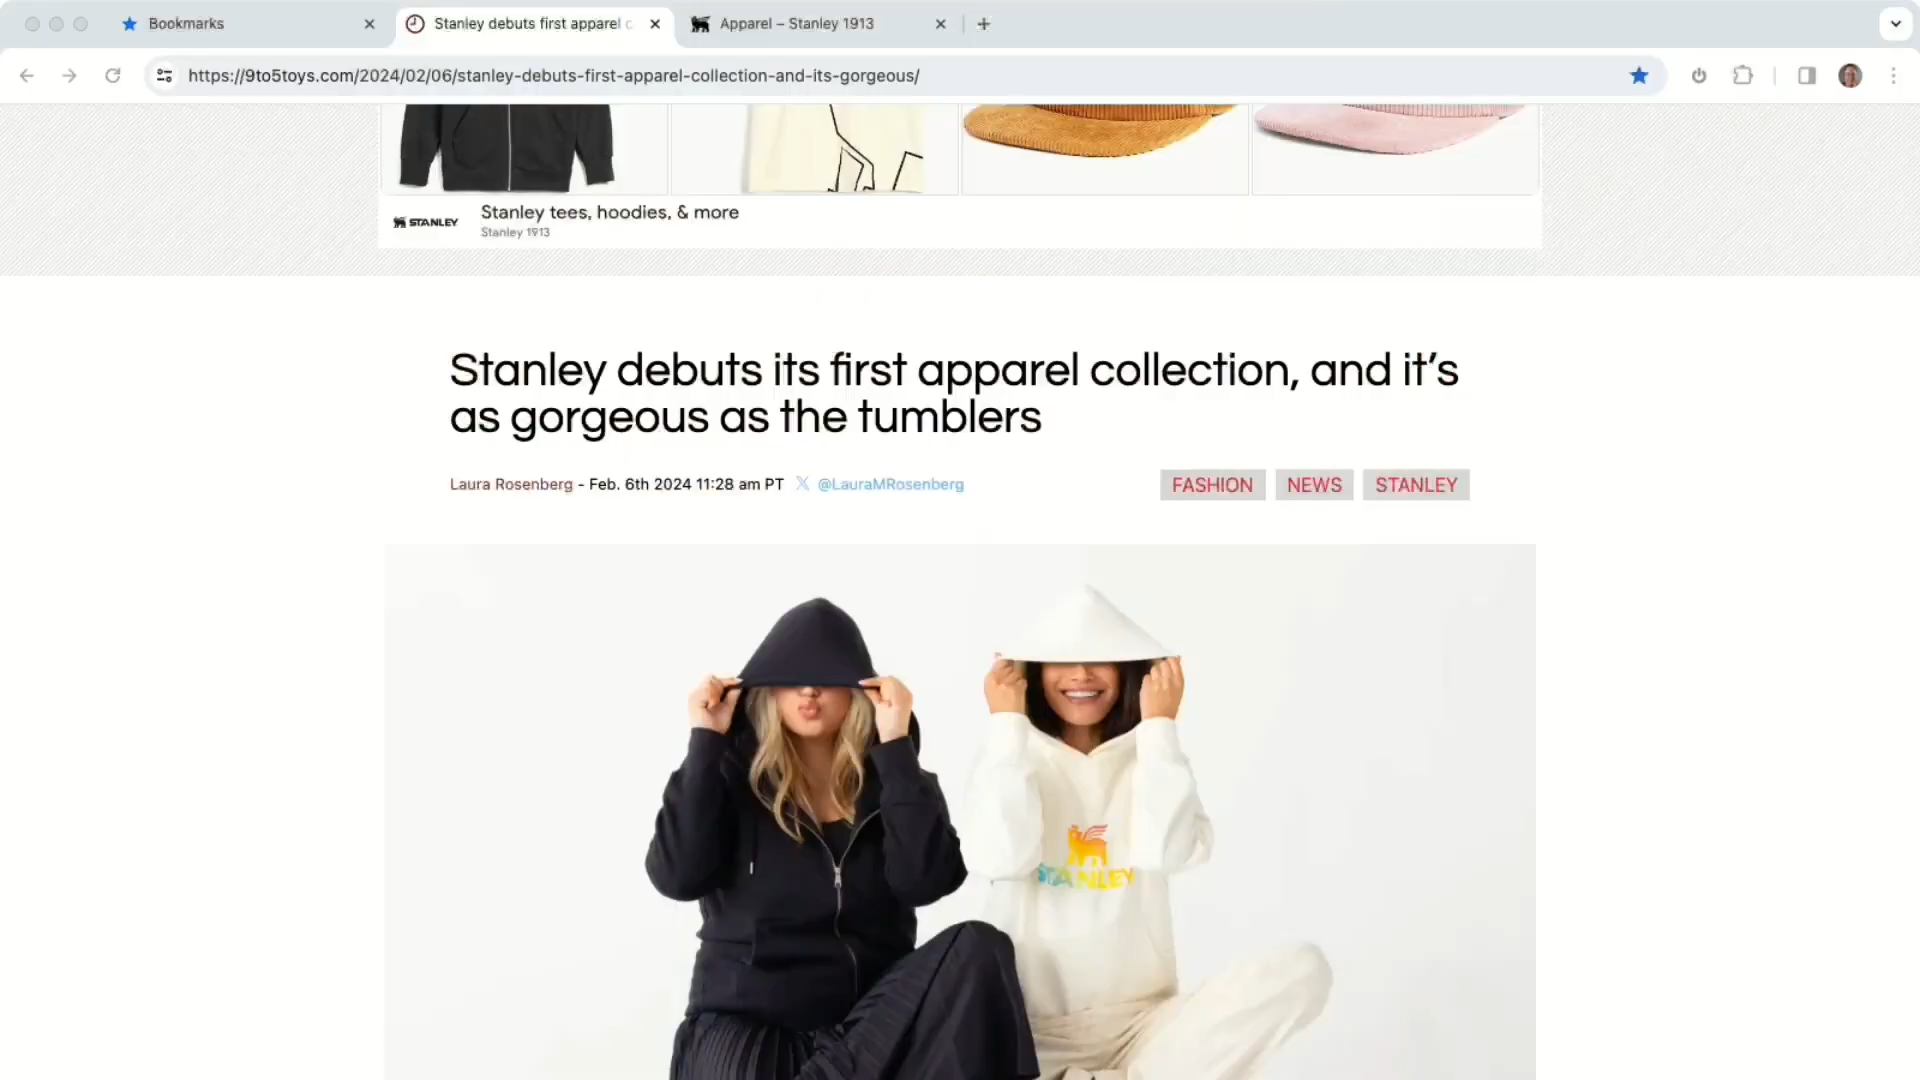 Bookmarks
Stanley debuts first apparel c
Apparel – Stanley 1913
https://9to5toys.com/2024/02/06/stanley-debuts-first-apparel-collection-and-its-gorgeous/
STANLEY
Stanley tees, hoodies, & more
Stanley 1913
Stanley debuts its first apparel collection, and it’s
as gorgeous as the tumblers
Laura Rosenberg - Feb. 6th 2024 11:28 am PT @LauraMRosenberg
FASHION NEWS STANLEY
STANLEY